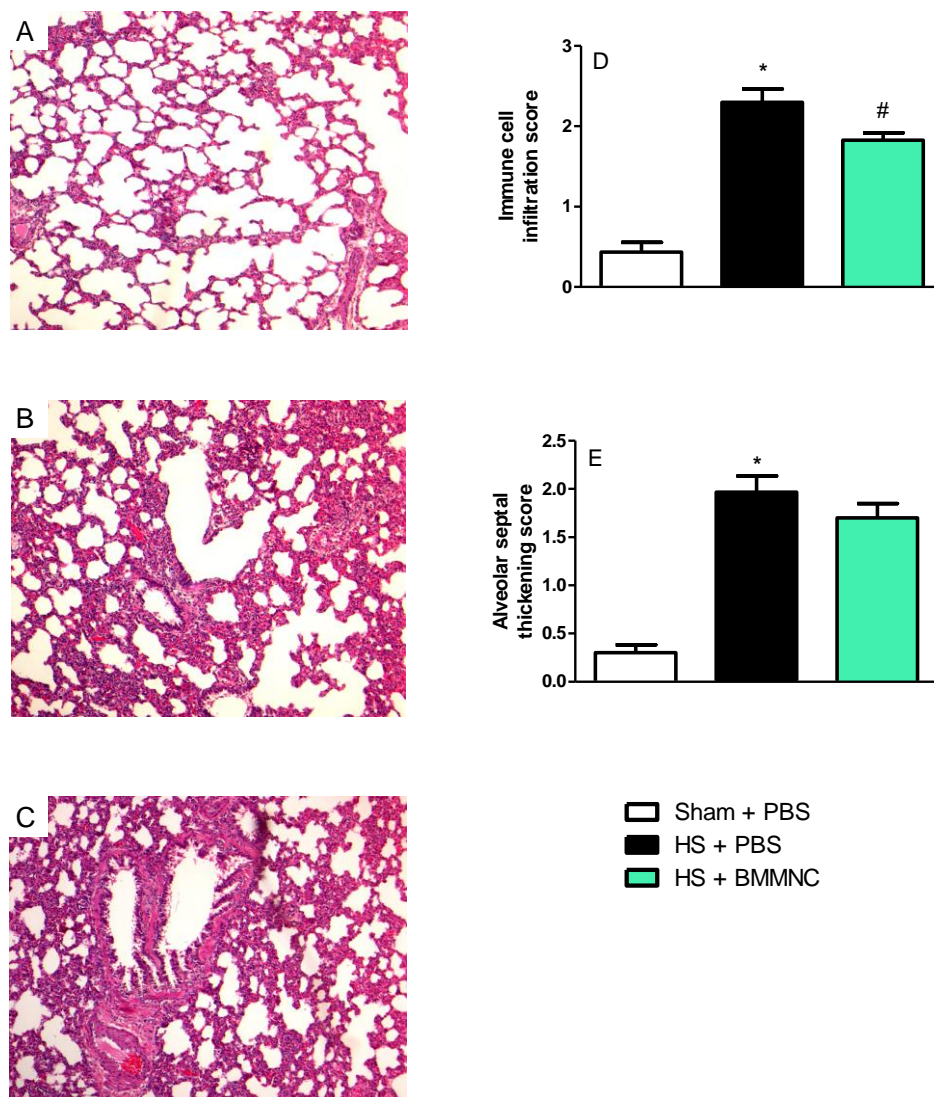 A
D
3
2
1
0
*
#
Immune cell
infiltration score
B
E
2.5
2.0
1.5
1.0
0.5
0.0
*
Alveolar septal
thickening score
C
Sham + PBS
HS + PBS
HS + BMMNC